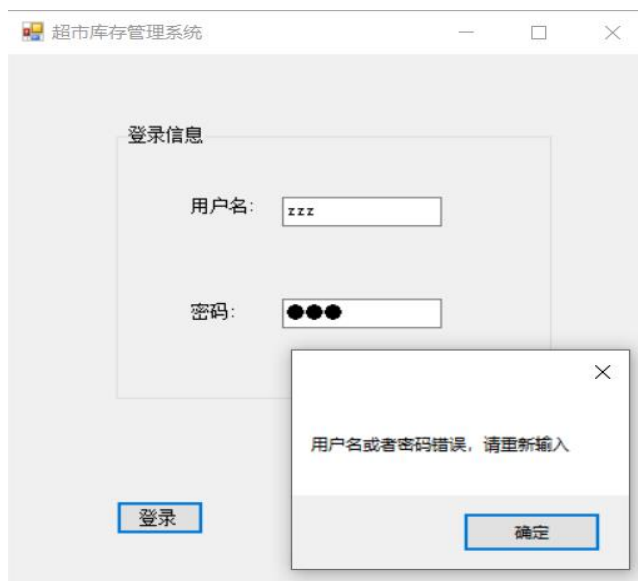 超市库存管理系统
登录信息
用户名：
zzz
密码：
用户名或者密码错误，请重新输入
登录
确定